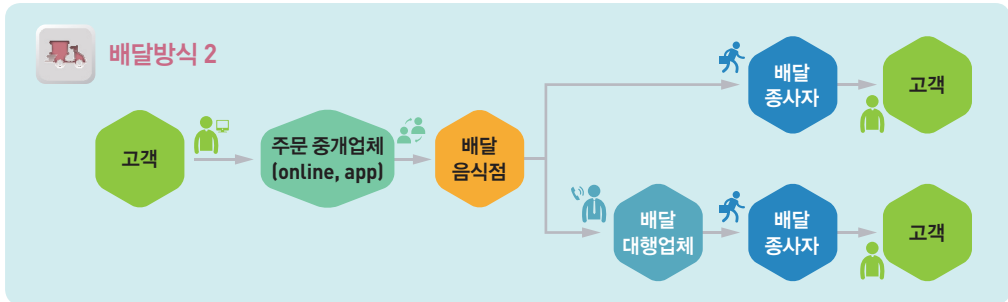 배달방식 2
고객
주문 중개업체
(online, app)
배달
음식점
배달
종사자
고객
배달
대행업체
배달
종사자
고객